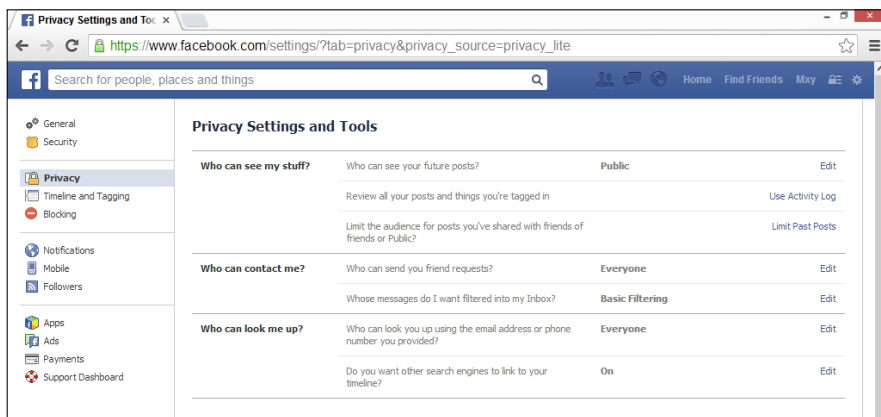 Privacy Settings and Too
https://www.facebook.com/settings/?tab=privacy&privacy_source=privacy_lite
f Search for people, places and things
Home Find Friends Mxy
General
Security
Privacy
Timeline and Tagging
Blocking
Notifications
Mobile
Followers
Apps
Ads
Payments
Support Dashboard
Privacy Settings and Tools
Who can see my stuff? Who can see your future posts? Public Edit
Review all your posts and things you're tagged in Use Activity Log
Limit the audience for posts you've shared with friends of Limit Past Posts
friends or Public?
Who can contact me? Who can send you friend requests? Everyone Edit
Whose messages do I want filtered into my Inbox? Basic Filtering Edit
Who can look me up? Who can look you up using the email address or phone Everyone Edit
number you provided?
Do you want other search engines to link to your On Edit
timeline?